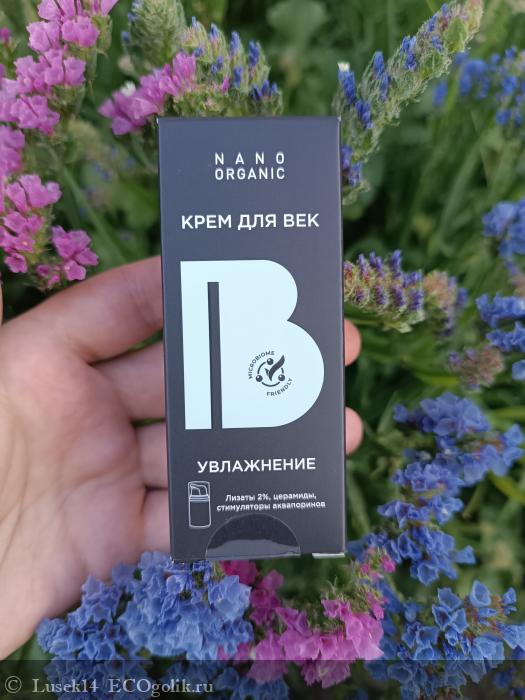 NANO
ORGANIC
КРЕМ ДЛЯ ВЕК
В
MICROBIOME
FRIENDLY
УВЛАЖНЕНИЕ
Лизаты 2%, церамиды,
стимуляторы аквапоринов
© Lusek14 ECOgolik.ru